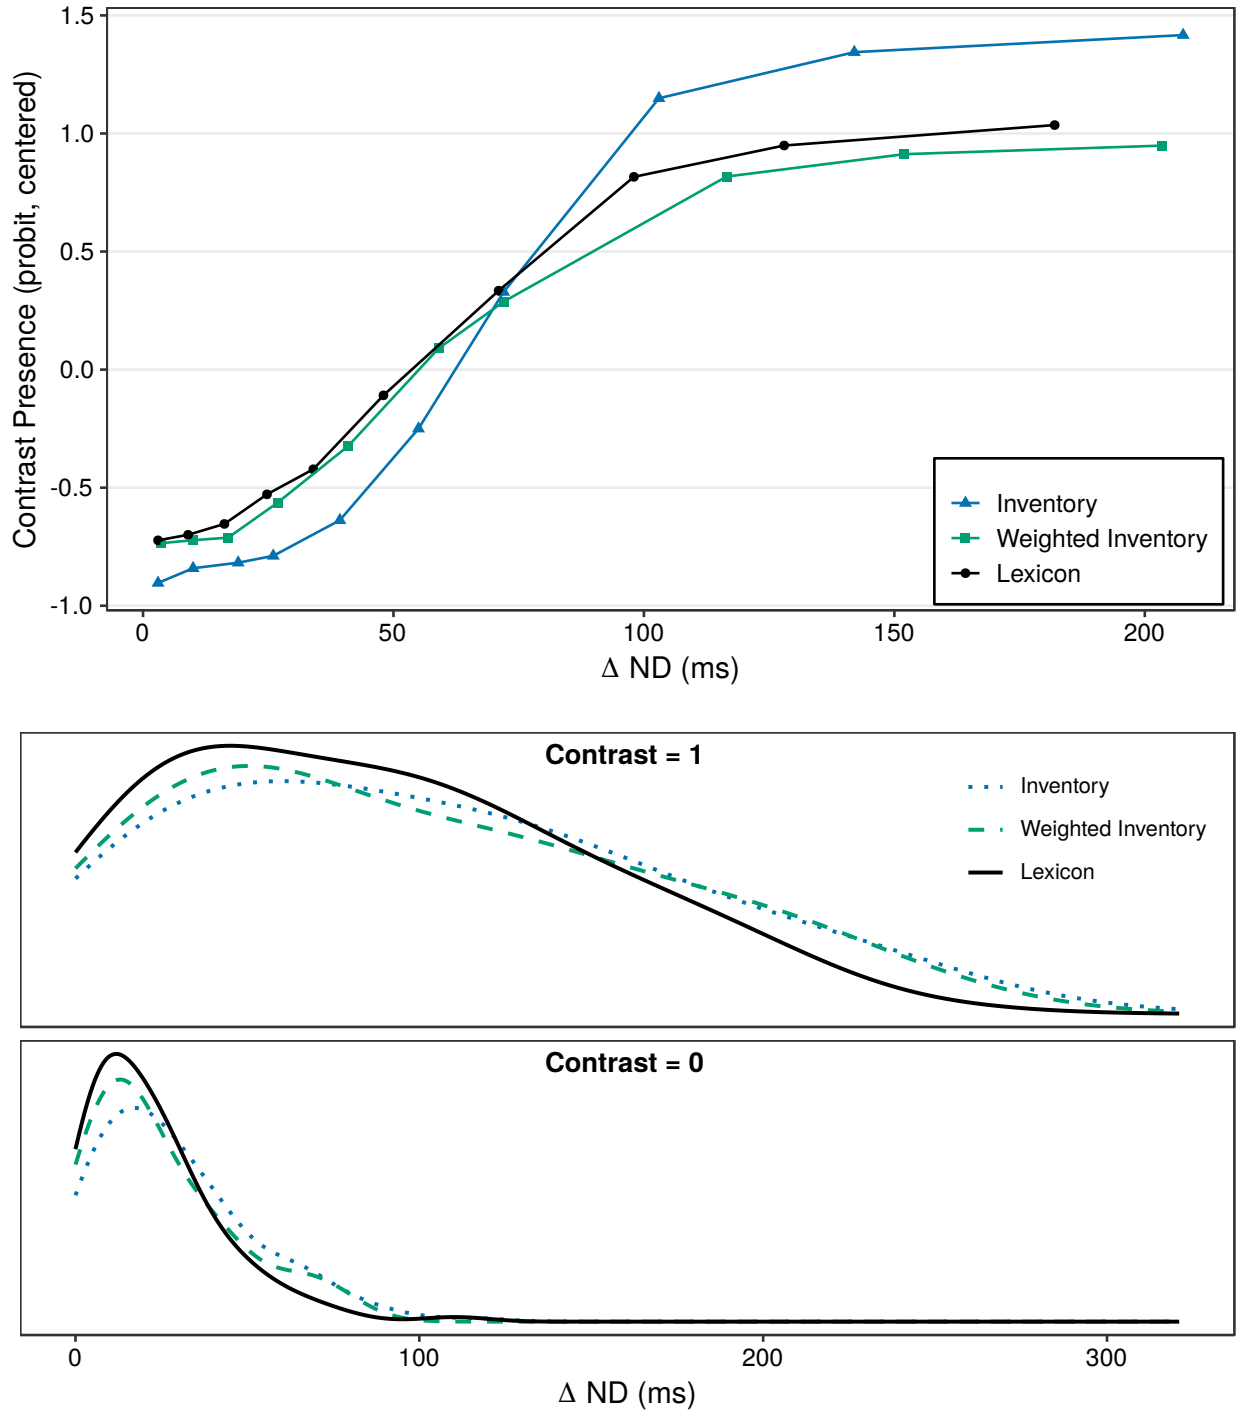 1.5
1.0
0.5
0.0
-0.5
-1.0
Contrast Presence (probit, centered)
Inventory
Weighted Inventory
Lexicon
0 50 100 150 200
Δ ND (ms)
Contrast = 1
Inventory
Weighted Inventory
Lexicon
Contrast = 0
0 100 200 300
Δ ND (ms)